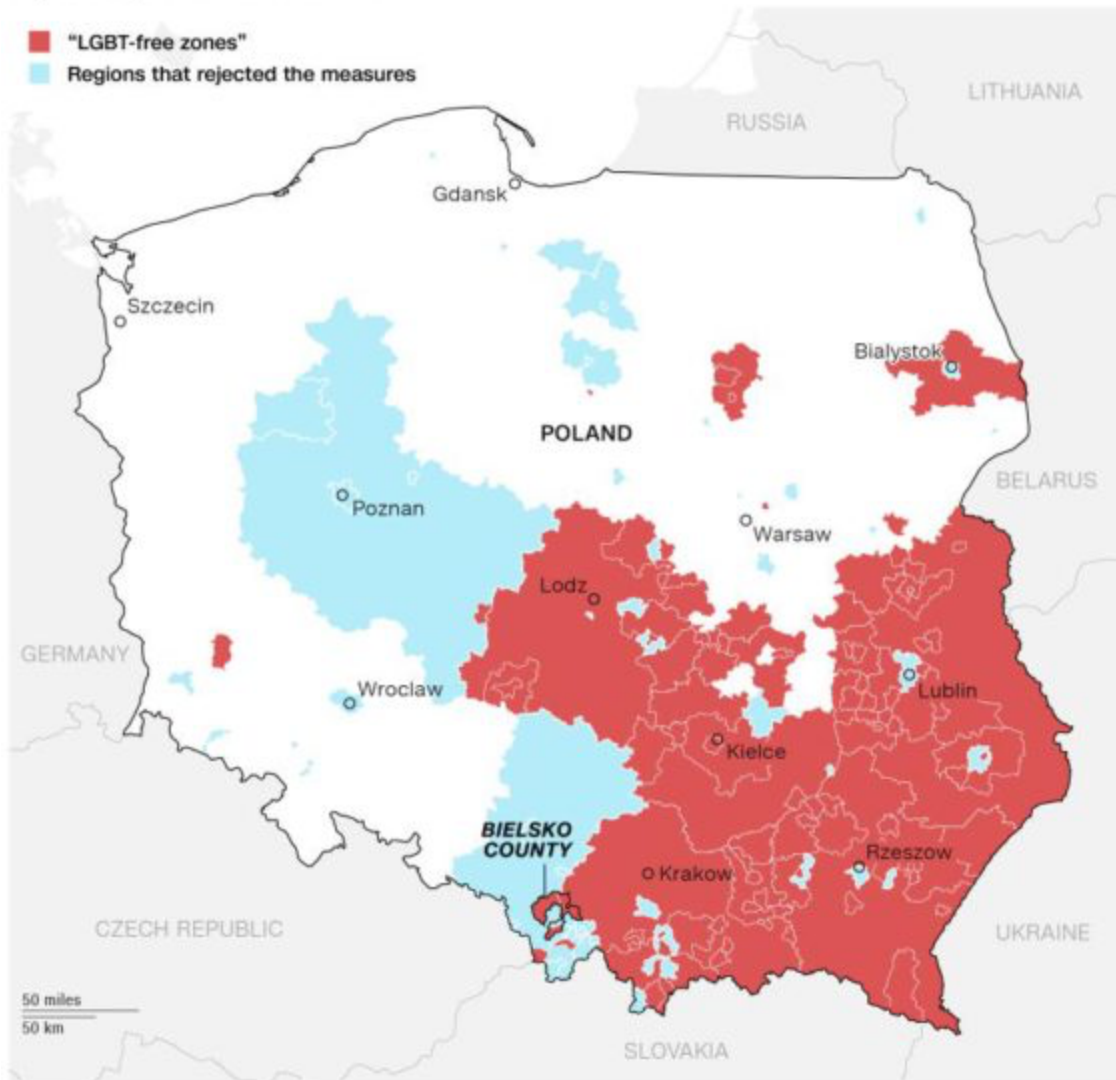 “LGBT-free zones”
Regions that rejected the measures
LITHUANIA
RUSSIA
Gdansk
Szczecin
Bialystok
POLAND
BELARUS
Poznan
Warsaw
Lodz
GERMANY
Wroclaw
Lublin
Kielce
BIELSKO
COUNTY
Rzeszow
Krakow
CZECH REPUBLIC
UKRAINE
50 miles
50 km
SLOVAKIA